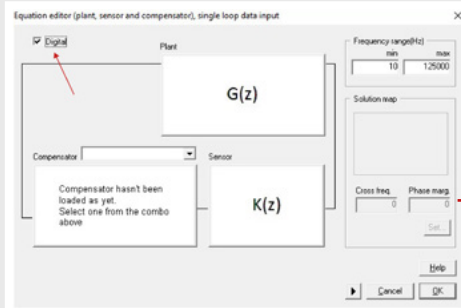 Equation editor (plant, sensor and compensator), single loop data input
Digital
Plant
G(z)
Frequency range(Hz)
min max
10 125000
Solution map
Compensator
Sensor
Compensator hasn't been
loaded as yet.
Select one from the combo
above
K(z)
Cross freq. Phase marg.
0 0
Set...
Help
Cancel OK